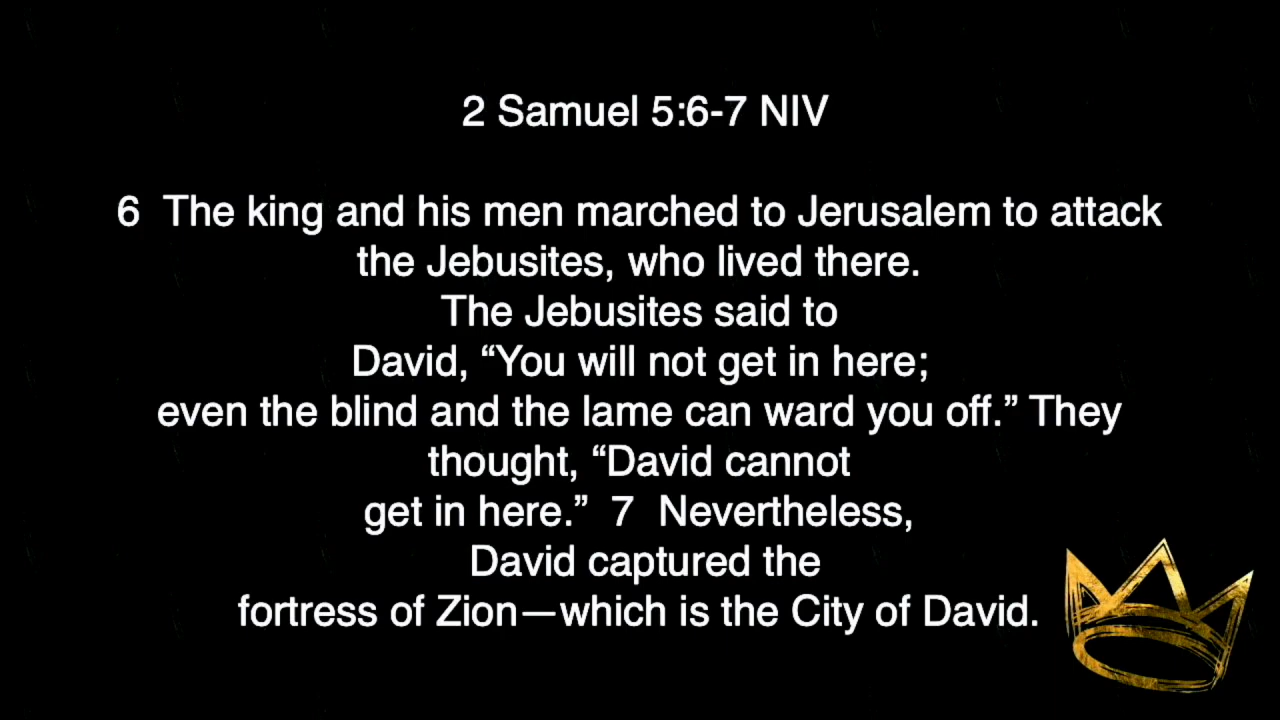 2 Samuel 5:6-7 NIV
6 The king and his men marched to Jerusalem to attack
the Jebusites, who lived there.
The Jebusites said to
David, “You will not get in here;
even the blind and the lame can ward you off.” They
thought, “David cannot
get in here.” 7 Nevertheless,
David captured the
fortress of Zion—which is the City of David.